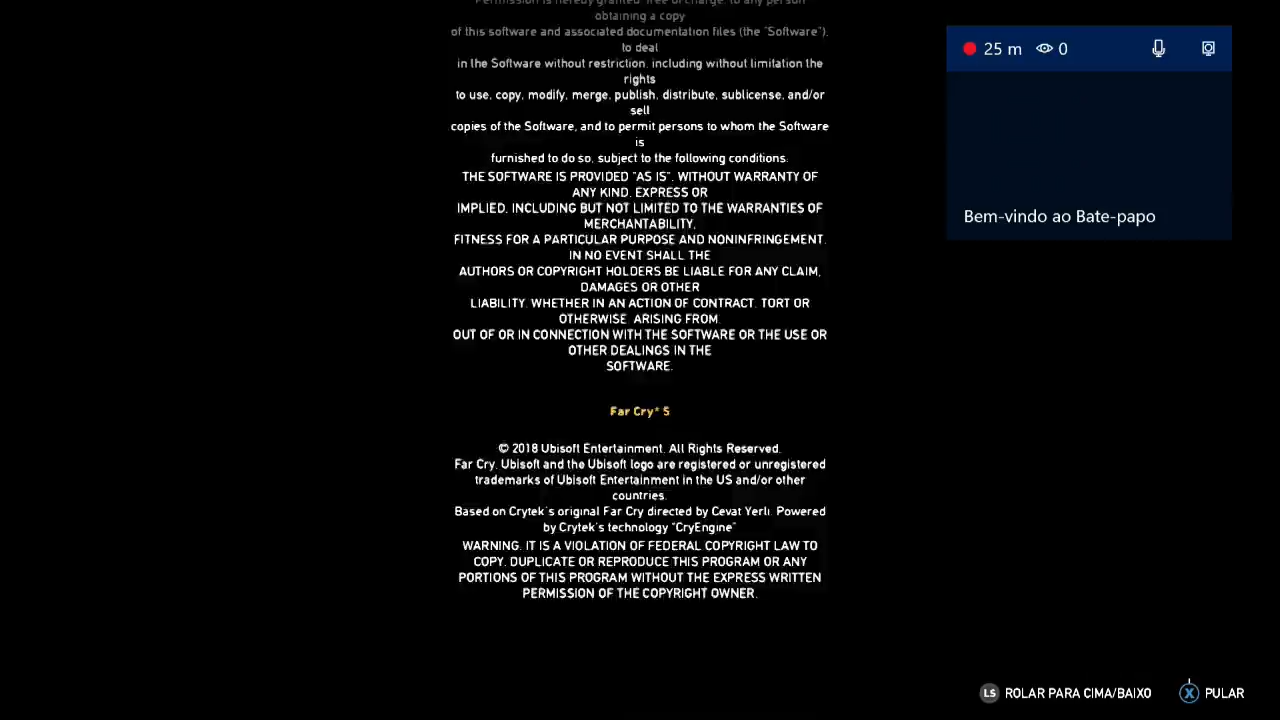 Permission is hereby granted, free of charge, to any person
obtaining a copy
of this software and associated documentation files (the "Software"),
to deal
in the Software without restriction, including without limitation the
rights
to use, copy, modify, merge, publish, distribute, sublicense, and/or
sell
copies of the Software, and to permit persons to whom the Software
is
furnished to do so, subject to the following conditions.
THE SOFTWARE IS PROVIDED "AS IS", WITHOUT WARRANTY OF
ANY KIND, EXPRESS OR
IMPLIED, INCLUDING BUT NOT LIMITED TO THE WARRANTIES OF
MERCHANTABILITY,
FITNESS FOR A PARTICULAR PURPOSE AND NONINFRINGEMENT.
IN NO EVENT SHALL THE
AUTHORS OR COPYRIGHT HOLDERS BE LIABLE FOR ANY CLAIM,
DAMAGES OR OTHER
LIABILITY, WHETHER IN AN ACTION OF CONTRACT, TORT OR
OTHERWISE, ARISING FROM,
OUT OF OR IN CONNECTION WITH THE SOFTWARE OR THE USE OR
OTHER DEALINGS IN THE
SOFTWARE.
Far Cry® 5
© 2018 Ubisoft Entertainment. All Rights Reserved.
Far Cry, Ubisoft and the Ubisoft logo are registered or unregistered
trademarks of Ubisoft Entertainment in the US and/or other
countries.
Based on Crytek's original Far Cry directed by Cevat Yerli. Powered
by Crytek's technology "CryEngine"
WARNING: IT IS A VIOLATION OF FEDERAL COPYRIGHT LAW TO
COPY, DUPLICATE OR REPRODUCE THIS PROGRAM OR ANY
PORTIONS OF THIS PROGRAM WITHOUT THE EXPRESS WRITTEN
PERMISSION OF THE COPYRIGHT OWNER.
25 m 0
Bem-vindo ao Bate-papo
LS ROLAR PARA CIMA/BAIXO X PULAR